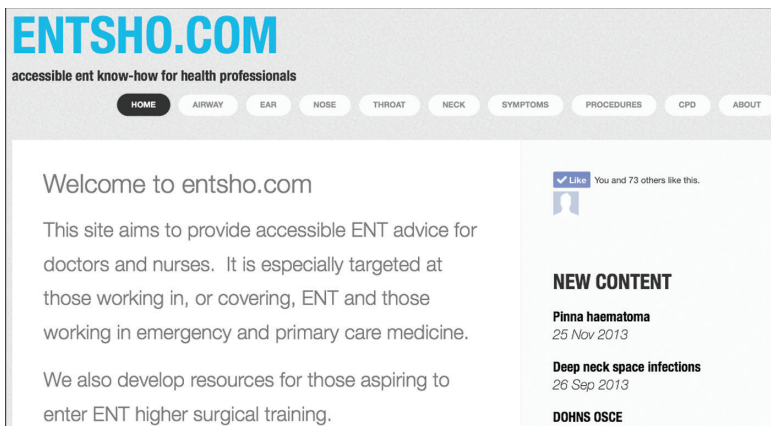 ENTSHO.COM
accessible ent know-how for health professionals
HOME AIRWAY EAR NOSE THROAT NECK SYMPTOMS PROCEDURES CPD ABOUT
Welcome to entsho.com
This site aims to provide accessible ENT advice for
doctors and nurses. It is especially targeted at
those working in, or covering, ENT and those
working in emergency and primary care medicine.
We also develop resources for those aspiring to
enter ENT higher surgical training.
Like You and 73 others like this.
NEW CONTENT
Pinna haematoma
25 Nov 2013
Deep neck space infections
26 Sep 2013
DOHNS OSCE